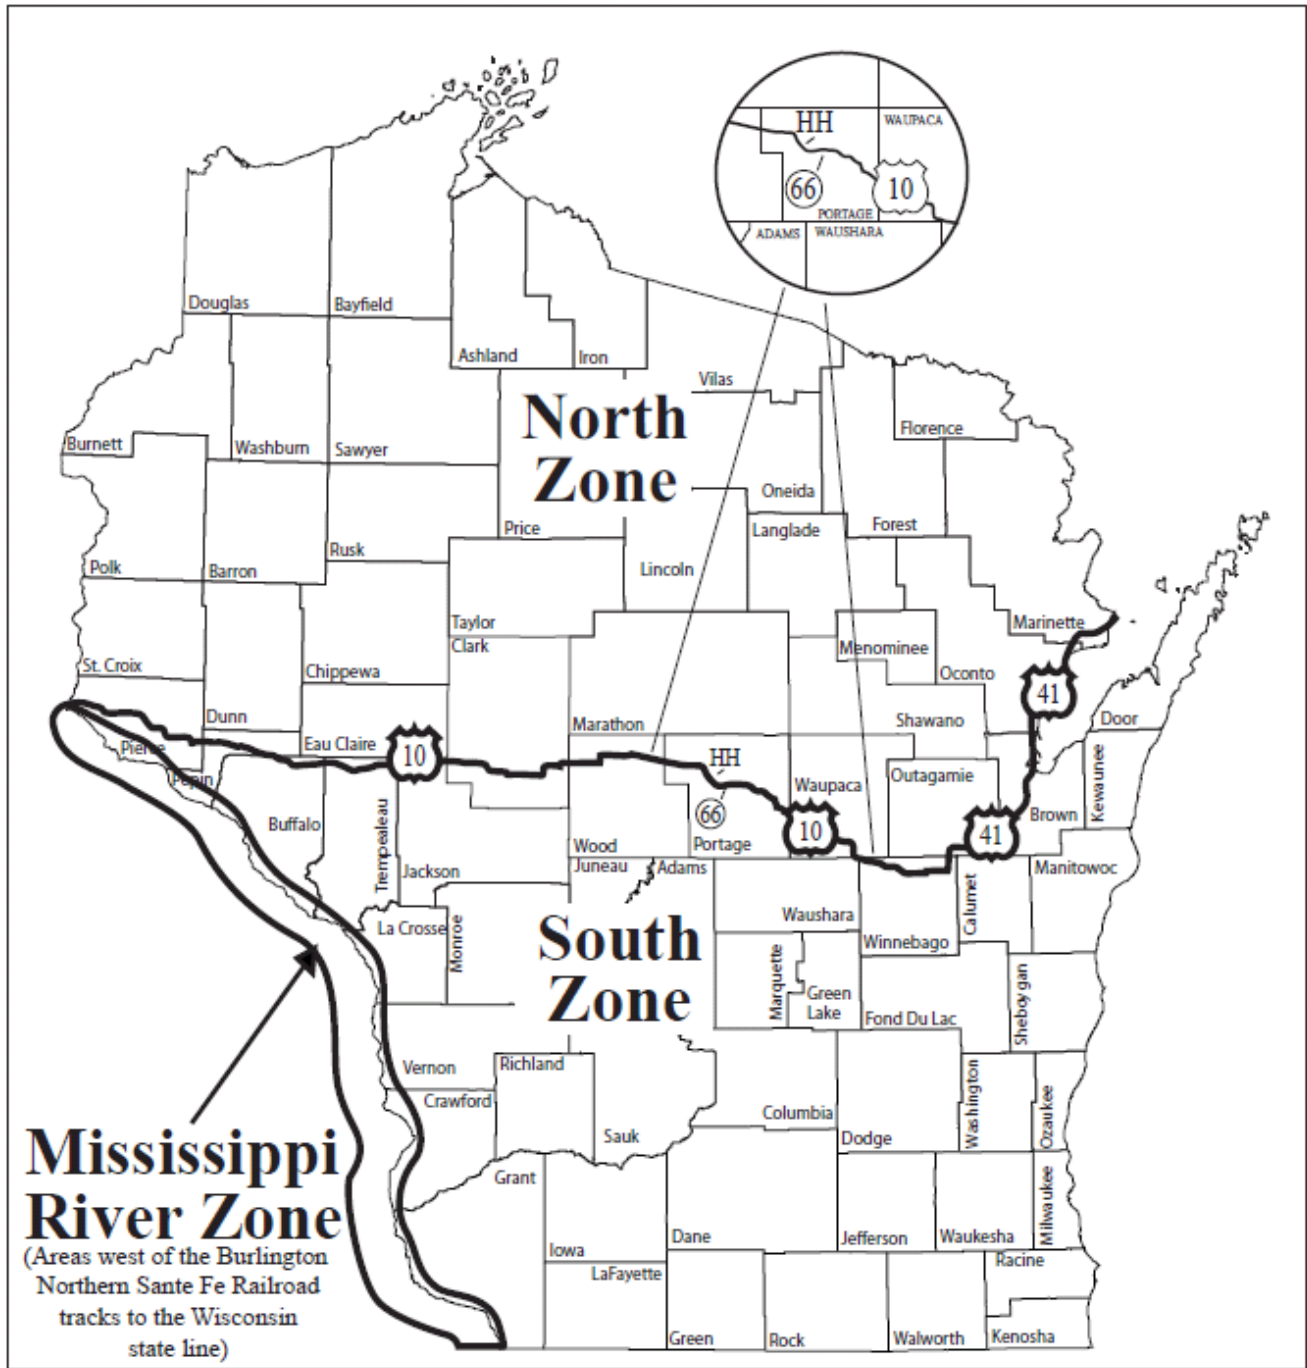 HH
WAUPACA
66
10
PORTAGE
ADAMS
WAUSHARA
Douglas
Bayfield
Ashland
Iron
Vilas
North
Zone
Florence
Burnett
Washburn
Sawyer
Oneida
Price
Langlade
Forest
Rusk
Polk
Barron
Lincoln
Taylor
Marinette
Clark
Menominee
St. Croix
Chippewa
Oconto
41
Dunn
Marathon
Shawano
Door
Pierce
Eau Claire
10
HH
Pepin
Waupaca
Outagamie
Kewaunee
66
Buffalo
10
41
Brown
Trempealeau
Wood
Portage
Jackson
Juneau
Adams
Manitowoc
Calumet
La Crosse
Monroe
South
Zone
Waushara
Winnebago
Marquette
Green
Lake
Fond Du Lac
Sheboygan
Vernon
Richland
Crawford
Columbia
Washington
Ozaukee
Sauk
Dodge
Mississippi
River Zone
(Areas west of the Burlington
Northern Sante Fe Railroad
tracks to the Wisconsin
state line)
Grant
Iowa
Dane
Jefferson
Waukesha
Milwaukee
LaFayette
Racine
Green
Rock
Walworth
Kenosha